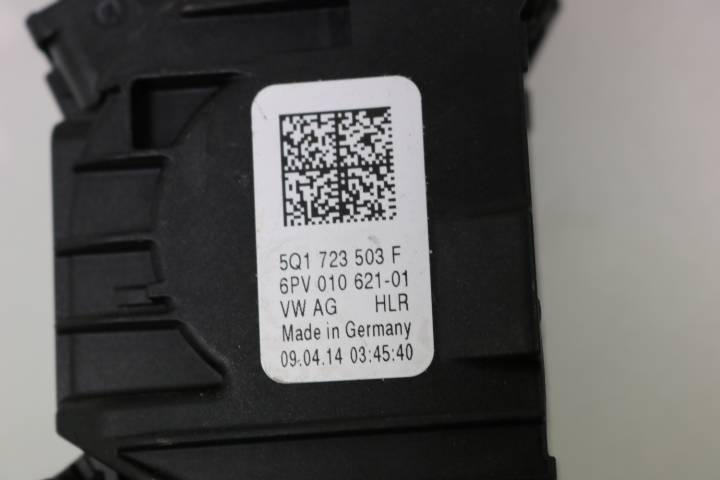 5Q1 723 503 F
6PV 010 621-01
VW AG HLR
Made in Germany
09.04.14 03:45:40